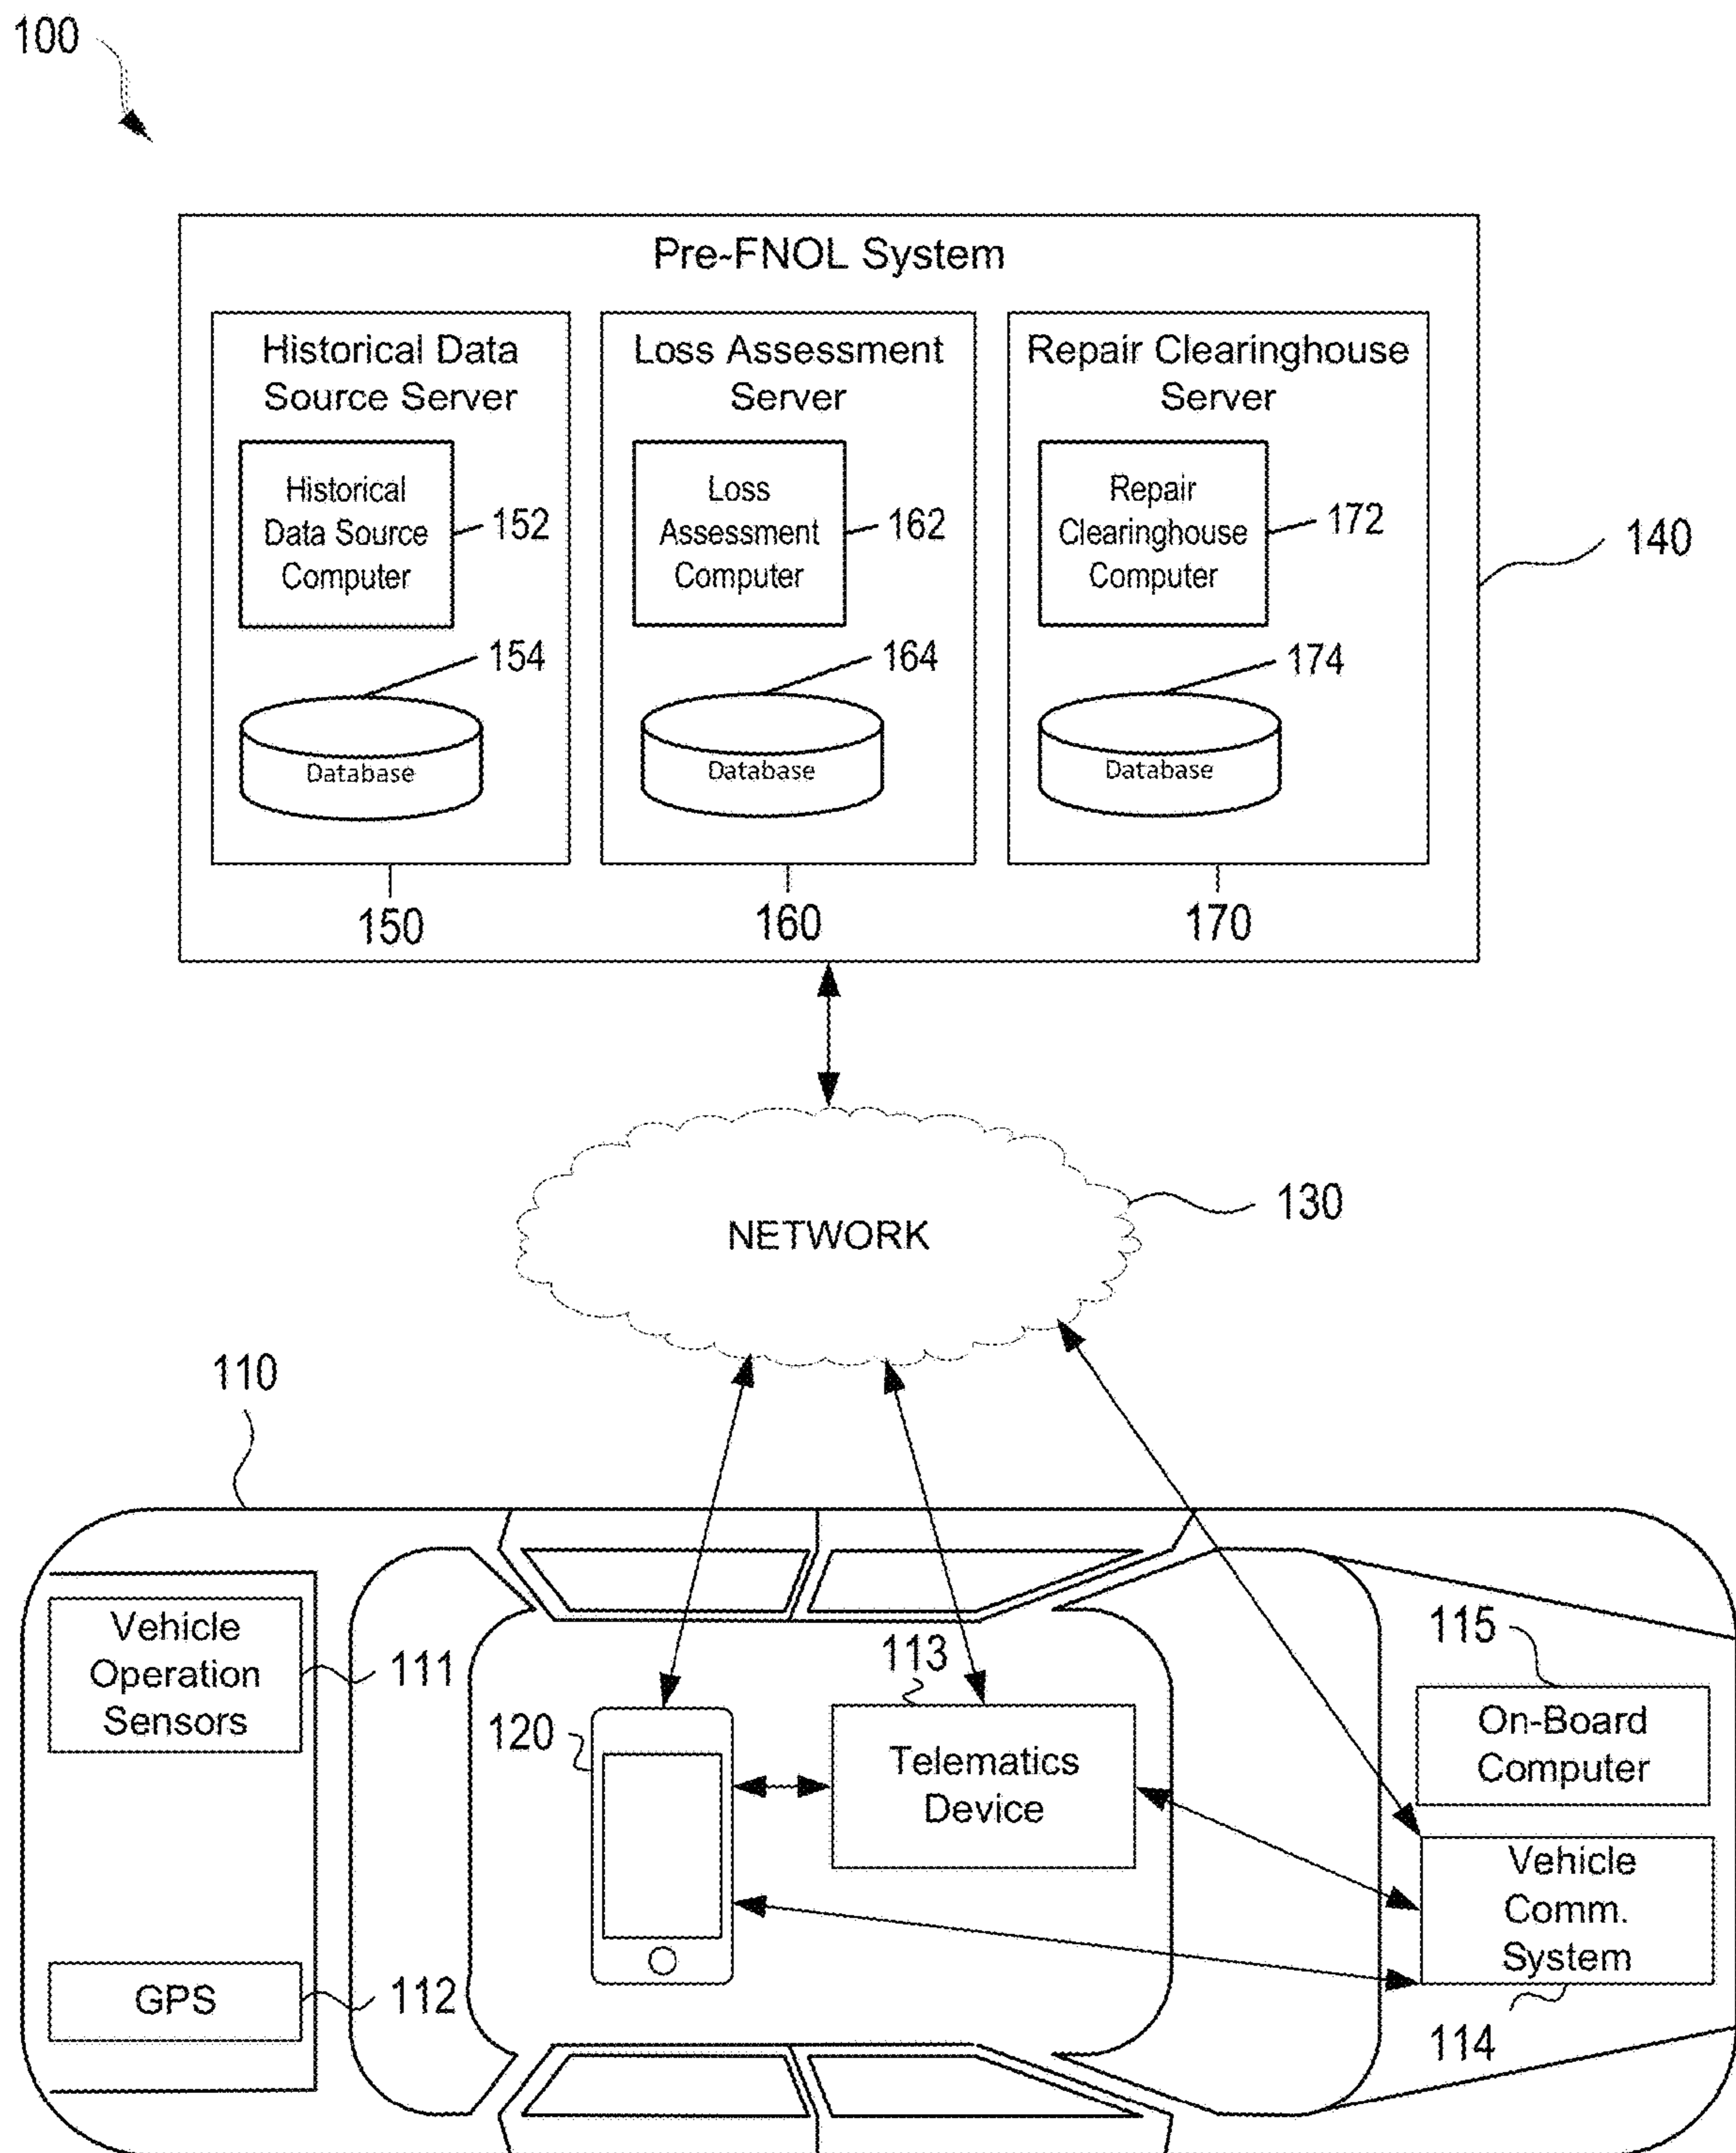 100
Pre-FNOL System
Historical Data
Source Server
Historical
Data Source
Computer
152
154
Database
150
Loss Assessment
Server
Loss
Assessment
Computer
162
164
Database
160
Repair Clearinghouse
Server
Repair
Clearinghouse
Computer
172
174
Database
170
140
NETWORK
130
110
Vehicle
Operation
Sensors
111
GPS
112
120
113
Telematics
Device
115
On-Board
Computer
Vehicle
Comm.
System
114